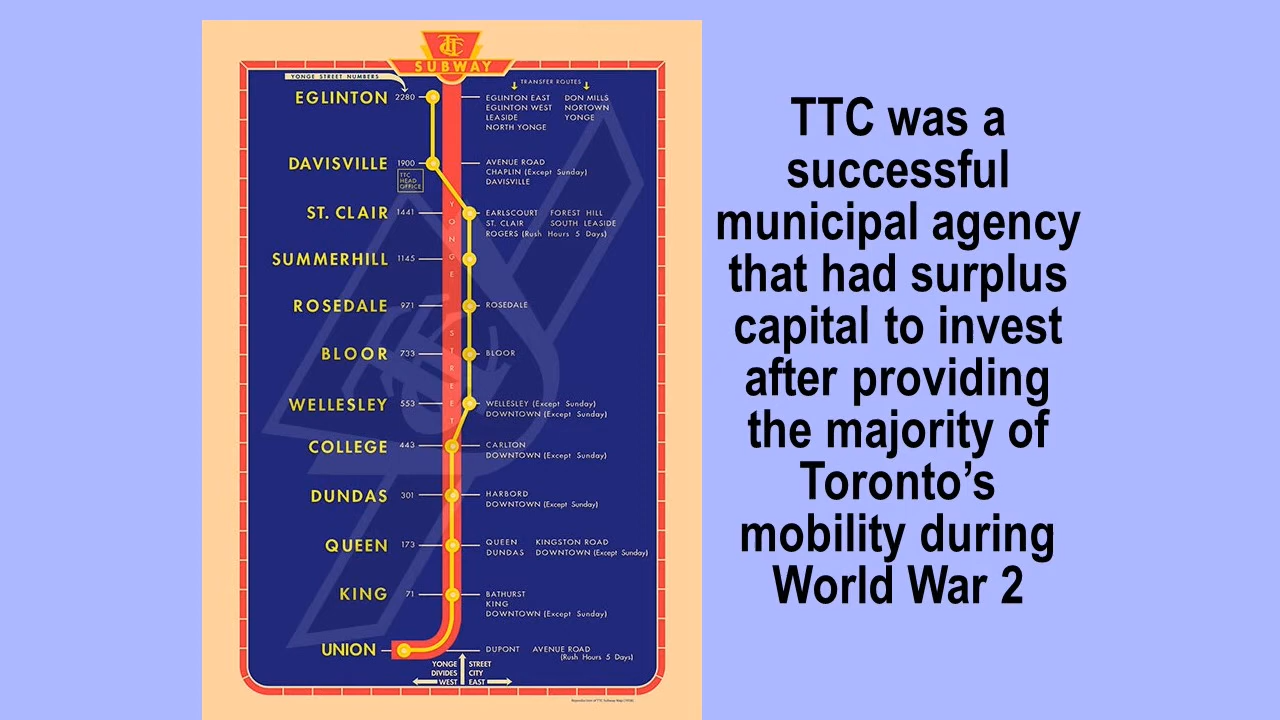 TTC
SUBWAY
YONGE STREET NUMBERS
TRANSFER ROUTES
EGLINTON 2280 EGLINTON EAST DON MILLS
EGLINTON WEST NORTOWN
LEASIDE YONGE
NORTH YONGE
DAVISVILLE 1900 AVENUE ROAD
CHAPLIN (Except Sunday)
DAVISVILLE
TTC
HEAD
OFFICE
ST. CLAIR 1441 EARLSCOURT FOREST HILL
ST. CLAIR SOUTH LEASIDE
ROGERS (Rush Hours 5 Days)
SUMMERHILL 1145
ROSEDALE 971 ROSEDALE
BLOOR 733 BLOOR
WELLESLEY 553 WELLESLEY (Except Sunday)
DOWNTOWN (Except Sunday)
COLLEGE 443 CARLTON
DOWNTOWN (Except Sunday)
DUNDAS 301 HARBORD
DOWNTOWN (Except Sunday)
QUEEN 173 QUEEN KINGSTON ROAD
DUNDAS DOWNTOWN (Except Sunday)
KING 71 BATHURST
KING
DOWNTOWN (Except Sunday)
UNION DUPONT AVENUE ROAD
(Rush Hours 5 Days)
YONGE STREET
YONGE STREET
DIVIDES CITY
WEST EAST
TTC was a
successful
municipal agency
that had surplus
capital to invest
after providing
the majority of
Toronto’s
mobility during
World War 2